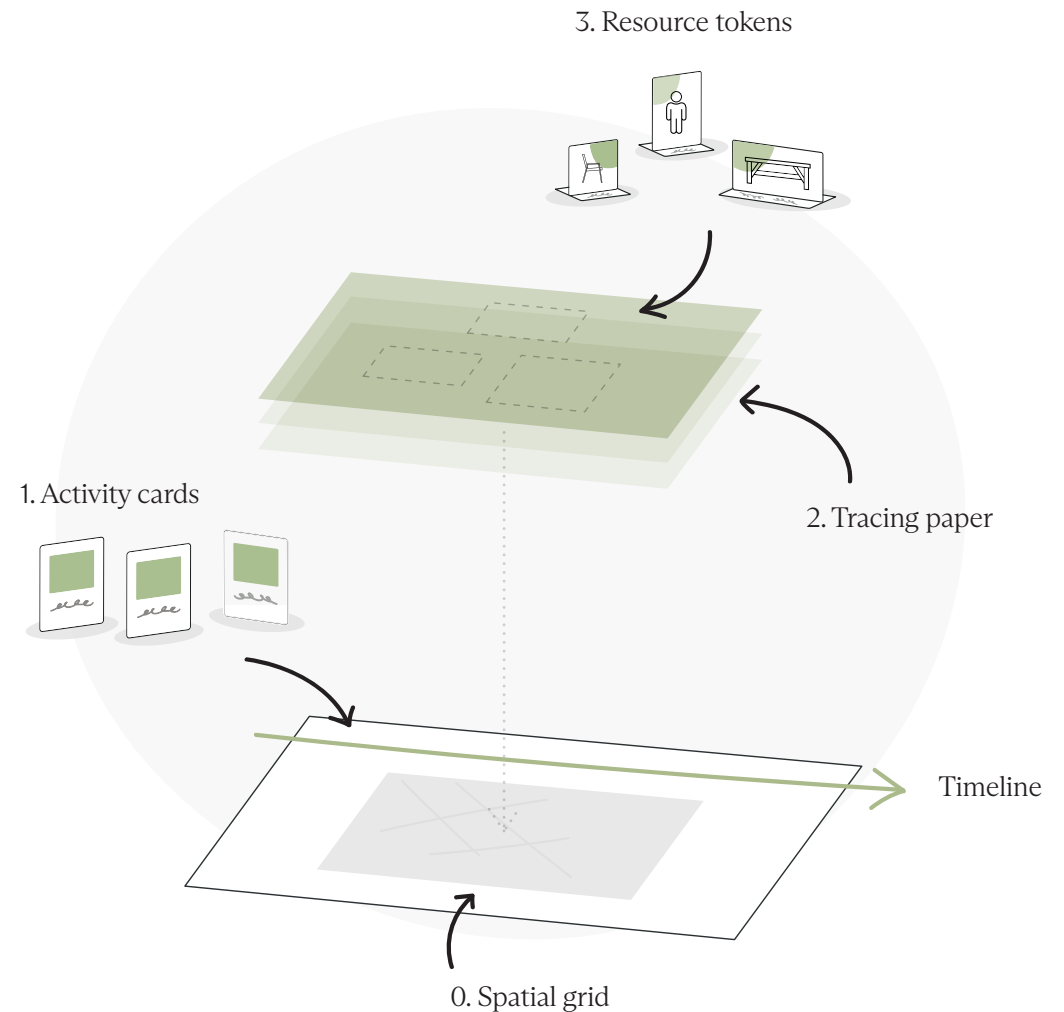 3. Resource tokens
1. Activity cards
2. Tracing paper
Timeline
0. Spatial grid